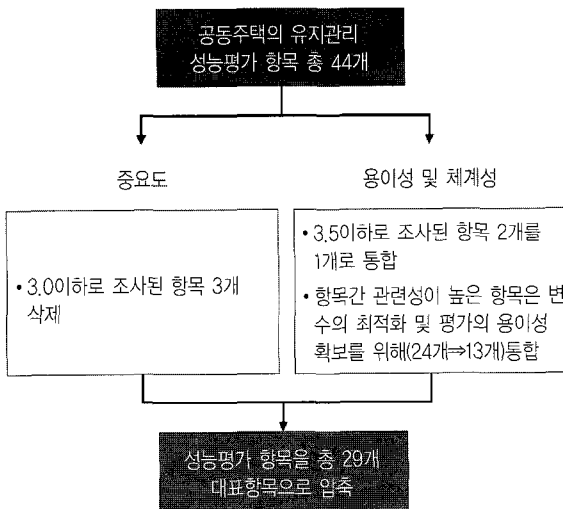 공동주택의 유지관리
성능평가 항목 총 44개
중요도
용이성 및 체계성
• 3.0이하로 조사된 항목 3개
삭제
• 3.5이하로 조사된 항목 2개를
1개로 통합
• 항목간 관련성이 높은 항목은 변
수의 최적화 및 평가의 용이성
확보를 위해(24개⇒13개)통합
성능평가 항목을 총 29개
대표항목으로 압축